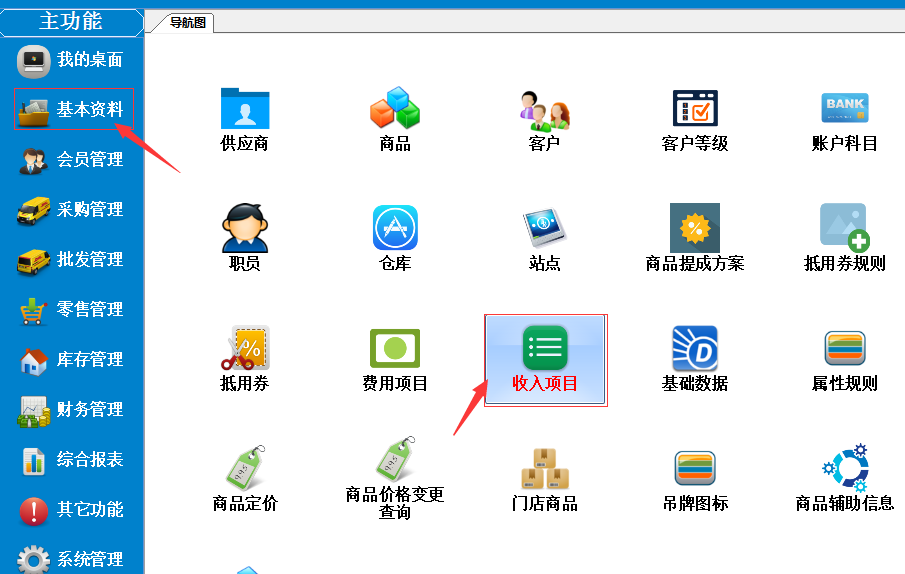 主功能
导航图
我的桌面
基本资料
会员管理
采购管理
批发管理
零售管理
库存管理
财务管理
综合报表
其它功能
系统管理
供应商
商品
客户
客户等级
BANK
账户科目
职员
仓库
站点
商品提成方案
抵用券规则
%
抵用券
费用项目
收入项目
D
基础数据
属性规则
99.5
商品定价
99.5
商品价格变更
查询
门店商品
吊牌图标
商品辅助信息